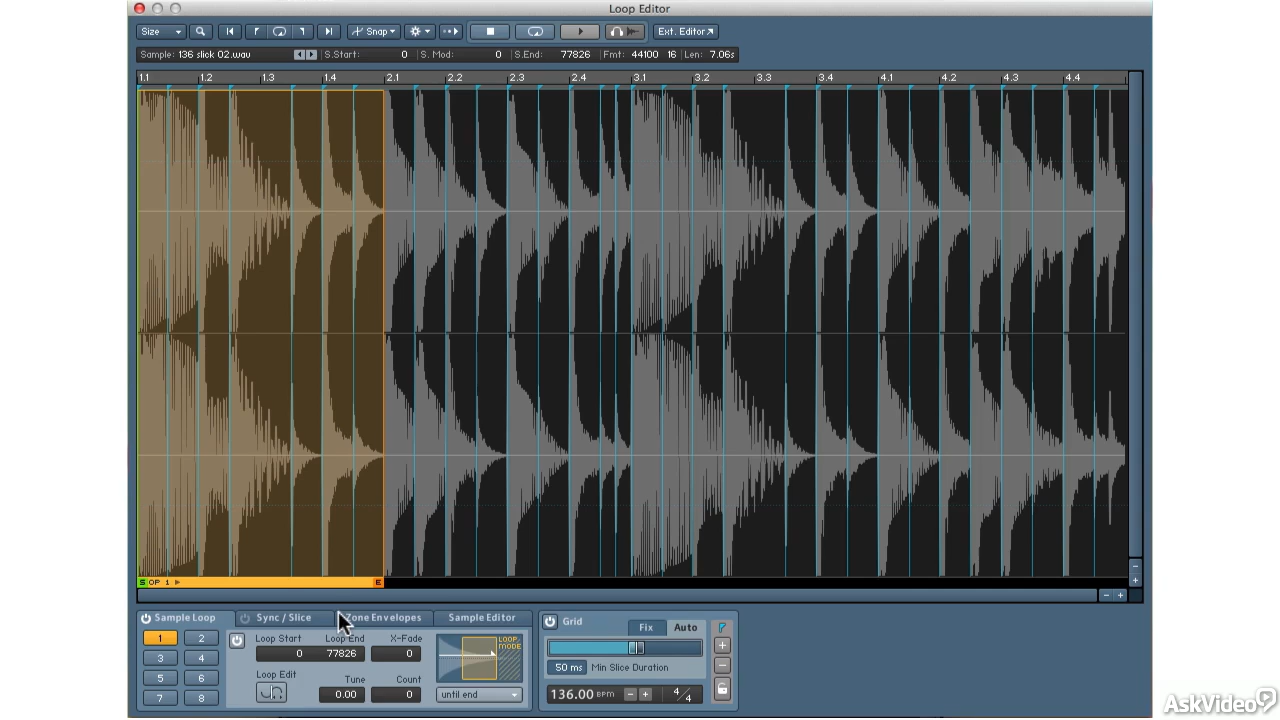 Loop Editor
Size
Snap
Ext. Editor
Sample: 136 slick 02.wav S.Start: 0 S. Mod: 0 S.End: 77826 Fmt: 44100 16 Len: 7.06s
1.1 1.2 1.3 1.4 2.1 2.2 2.3 2.4 3.1 3.2 3.3 3.4 4.1 4.2 4.3 4.4
S OP 1 E
Sample Loop Sync / Slice Zone Envelopes Sample Editor
Grid Fix Auto
1 2
Loop Start Loop End X-Fade
LOOP MODE
3 4
0 77826 0
50 ms Min Slice Duration
5 6
Loop Edit Tune Count
7 8
0.00 0
until end
136.00 BPM - + 4/4
AskVideo